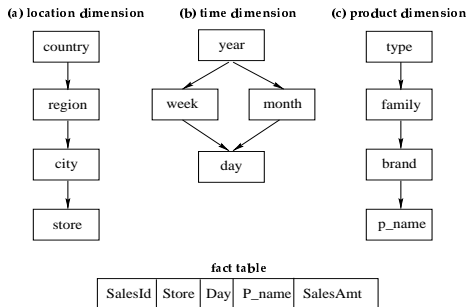 (a) location dimension
(b) time dimension
(c) product dimension
country
region
city
store
year
week
month
day
type
family
brand
p_name
fact table
SalesId Store Day P_name SalesAmt